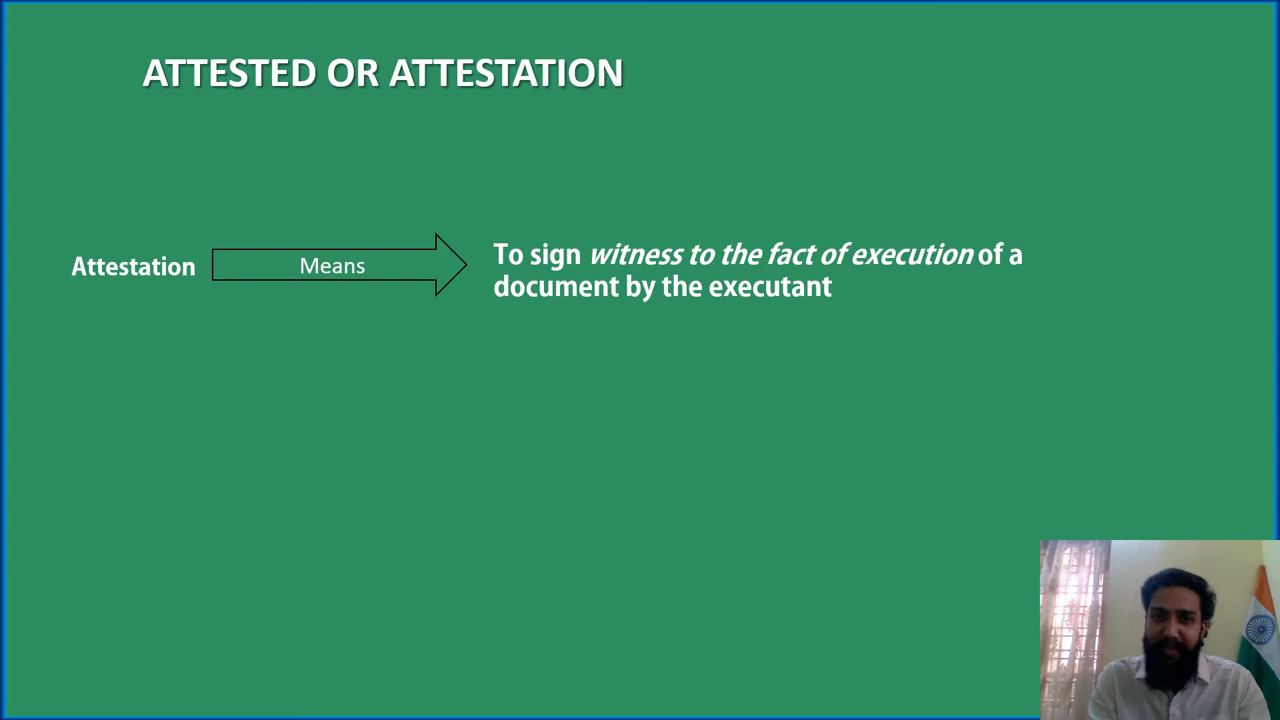 ATTESTED OR ATTESTATION
Attestation
Means
To sign witness to the fact of execution of a
document by the executant